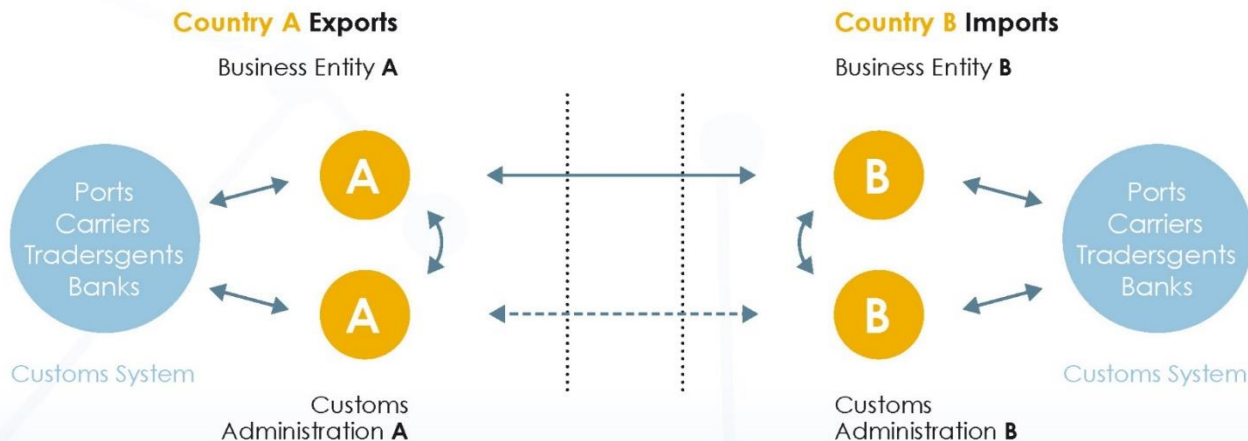 Country A Exports
Business Entity A
Country B Imports
Business Entity B
Ports
Carriers
Tradersgents
Banks
A
A
B
B
Ports
Carriers
Tradersgents
Banks
Customs System
Customs
Administration A
Customs
Administration B
Customs System